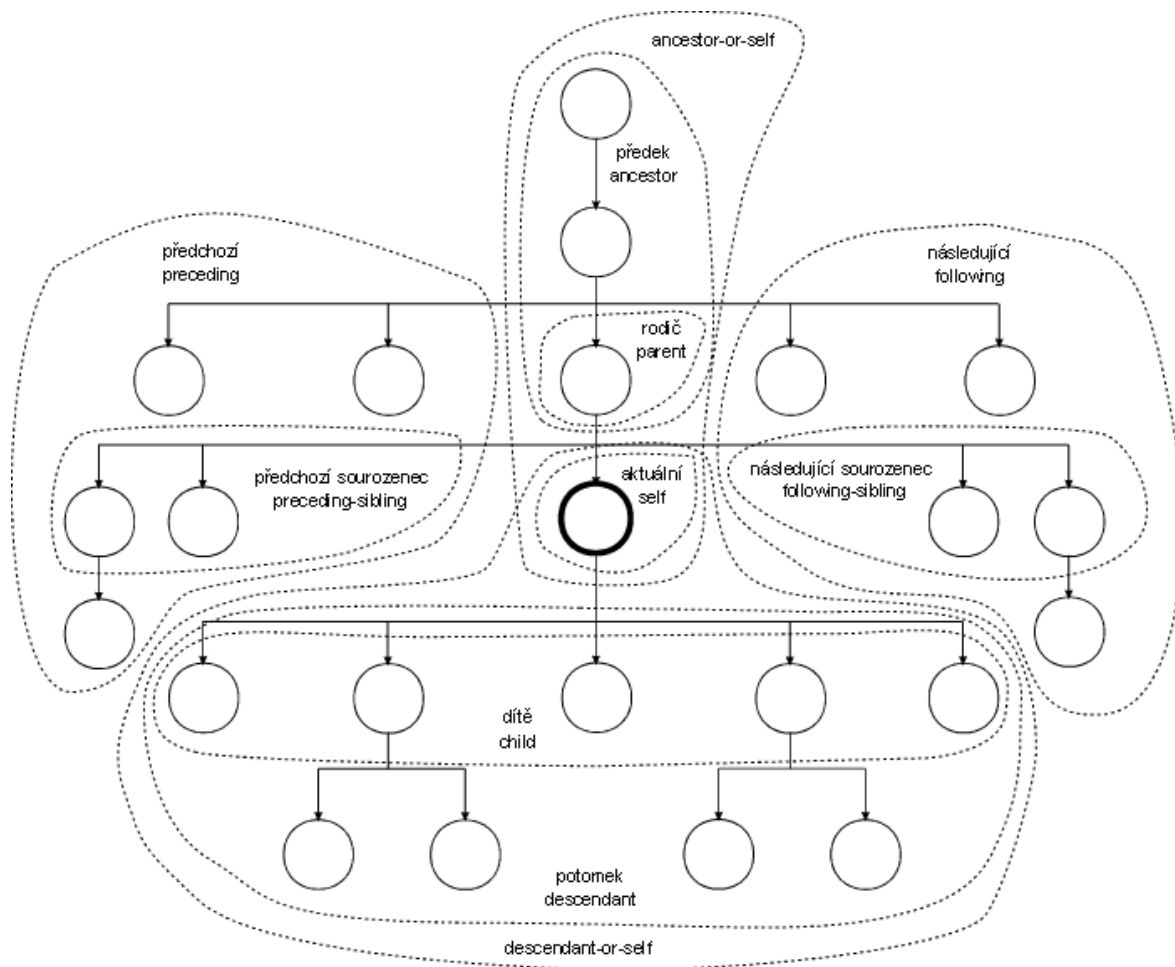 ancestor-or-self
předek
ancestor
předchozí
preceding
následující
following
rodič
parent
předchozí sourozenec
preceding-sibling
aktuální
self
následující sourozenec
following-sibling
dítě
child
potomek
descendant
descendant-or-self